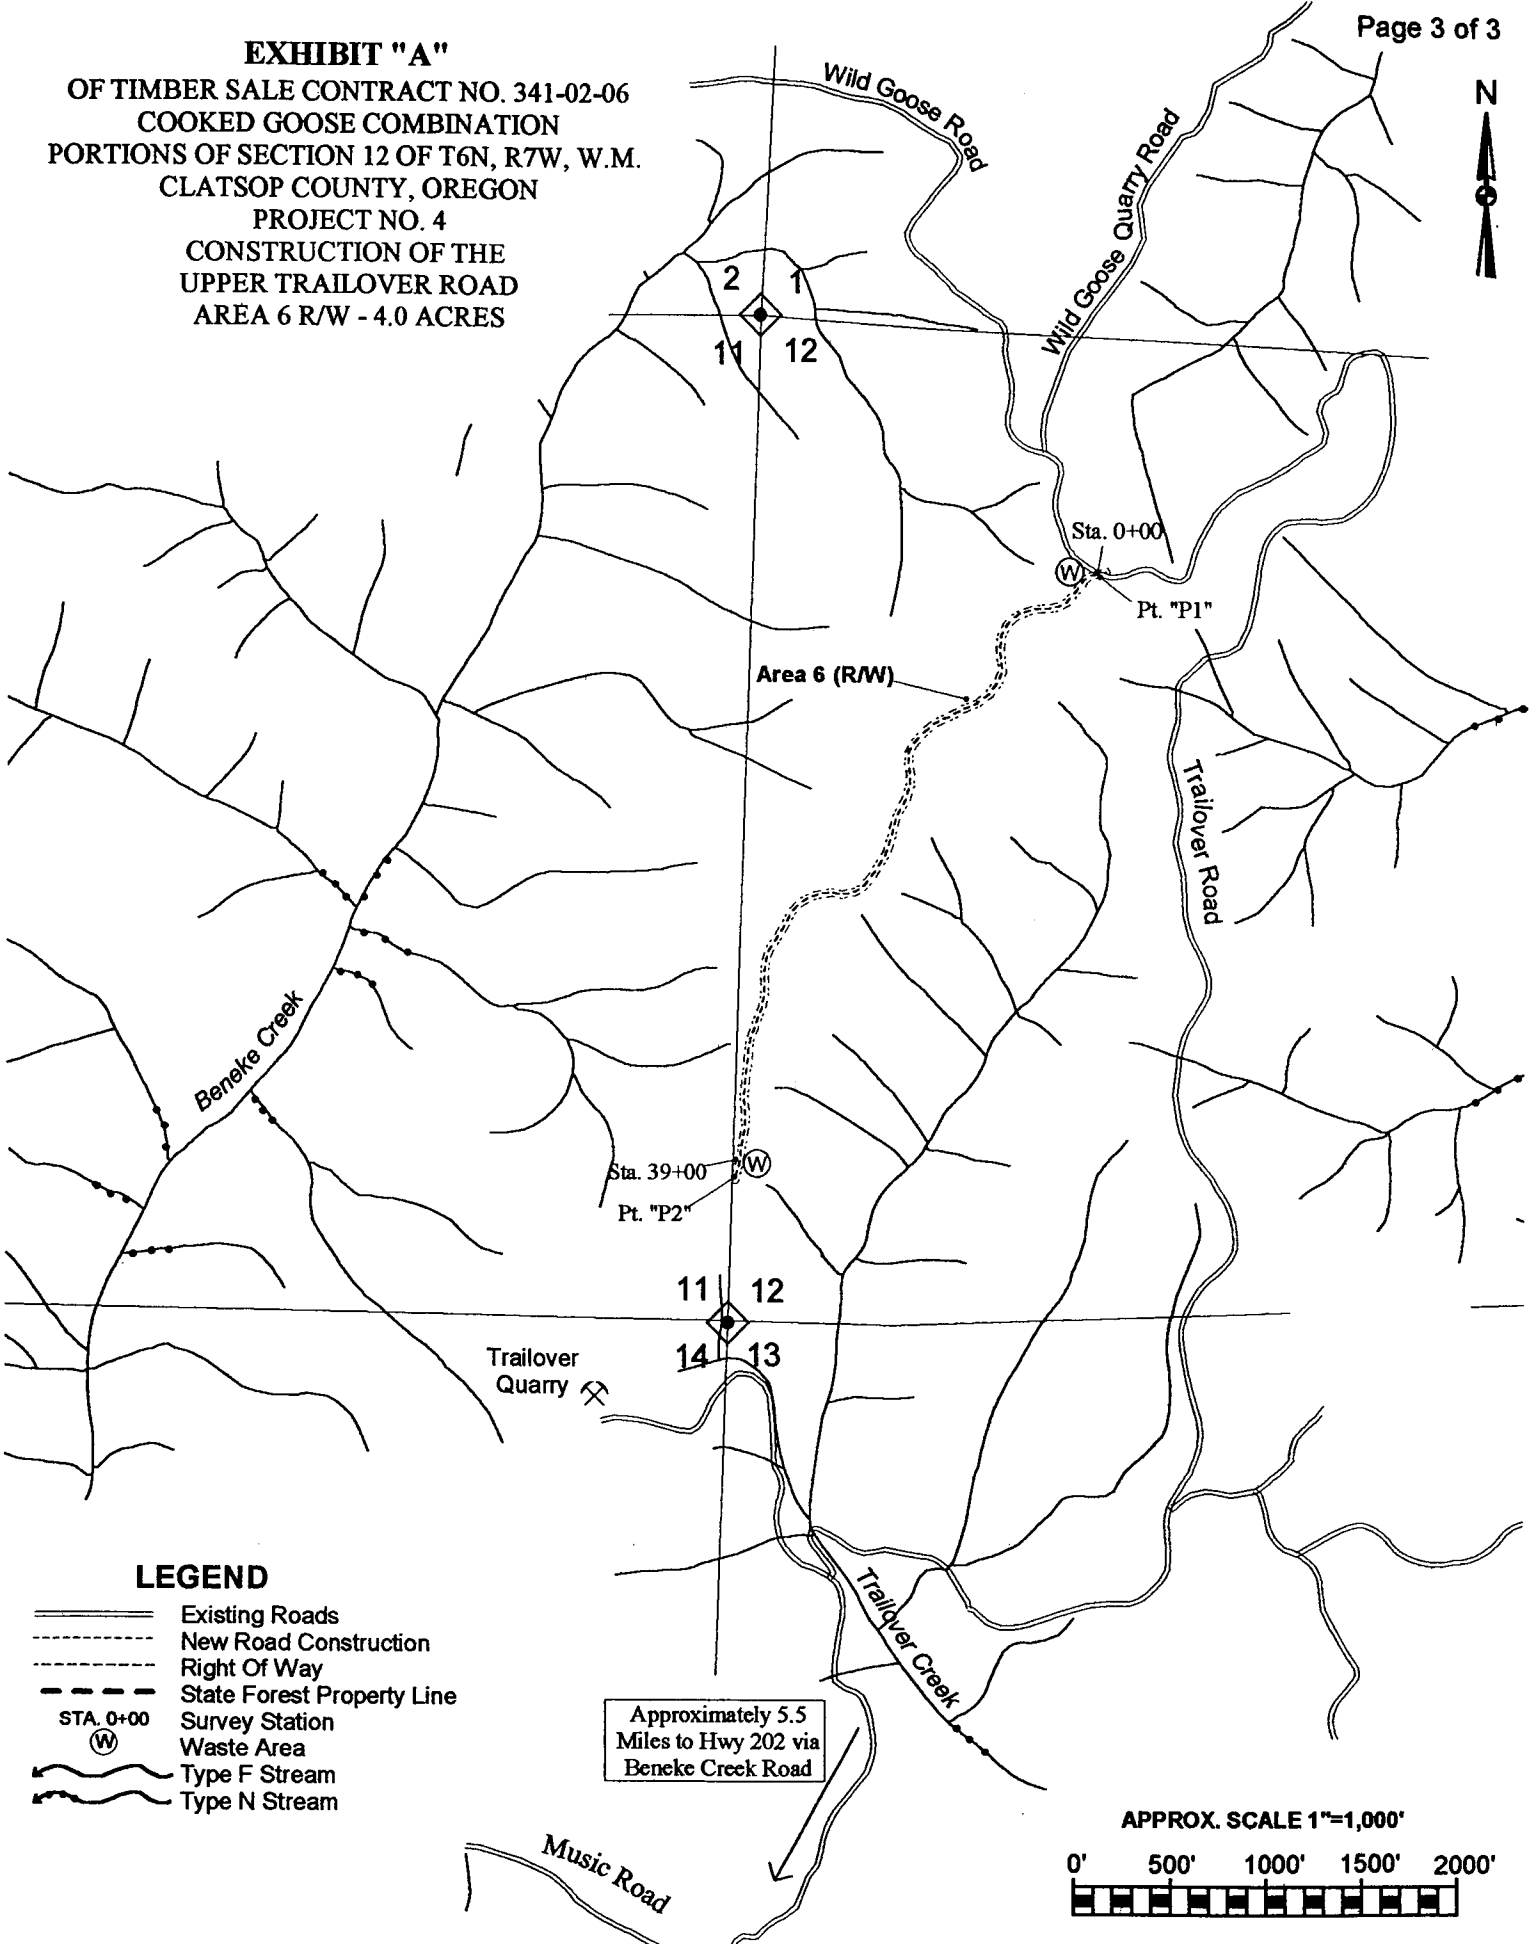 Page 3 of 3
EXHIBIT "A"
OF TIMBER SALE CONTRACT NO. 341-02-06
COOKED GOOSE COMBINATION
PORTIONS OF SECTION 12 OF T6N, R7W, W.M.
CLATSOP COUNTY, OREGON
PROJECT NO. 4
CONSTRUCTION OF THE
UPPER TRAILOVER ROAD
AREA 6 R/W - 4.0 ACRES
N
Wild Goose Road
Wild Goose Quarry Road
2 1
11 12
Sta. 0+00
W
Pt. "P1"
Area 6 (R/W)
Trailover Road
Beneke Creek
Sta. 39+00
W
Pt. "P2"
11 12
14 13
Trailover
Quarry
Trailover Creek
LEGEND
Existing Roads
New Road Construction
Right Of Way
State Forest Property Line
STA. 0+00 Survey Station
W Waste Area
Type F Stream
Type N Stream
Approximately 5.5
Miles to Hwy 202 via
Beneke Creek Road
Music Road
APPROX. SCALE 1"=1,000'
0' 500' 1000' 1500' 2000'